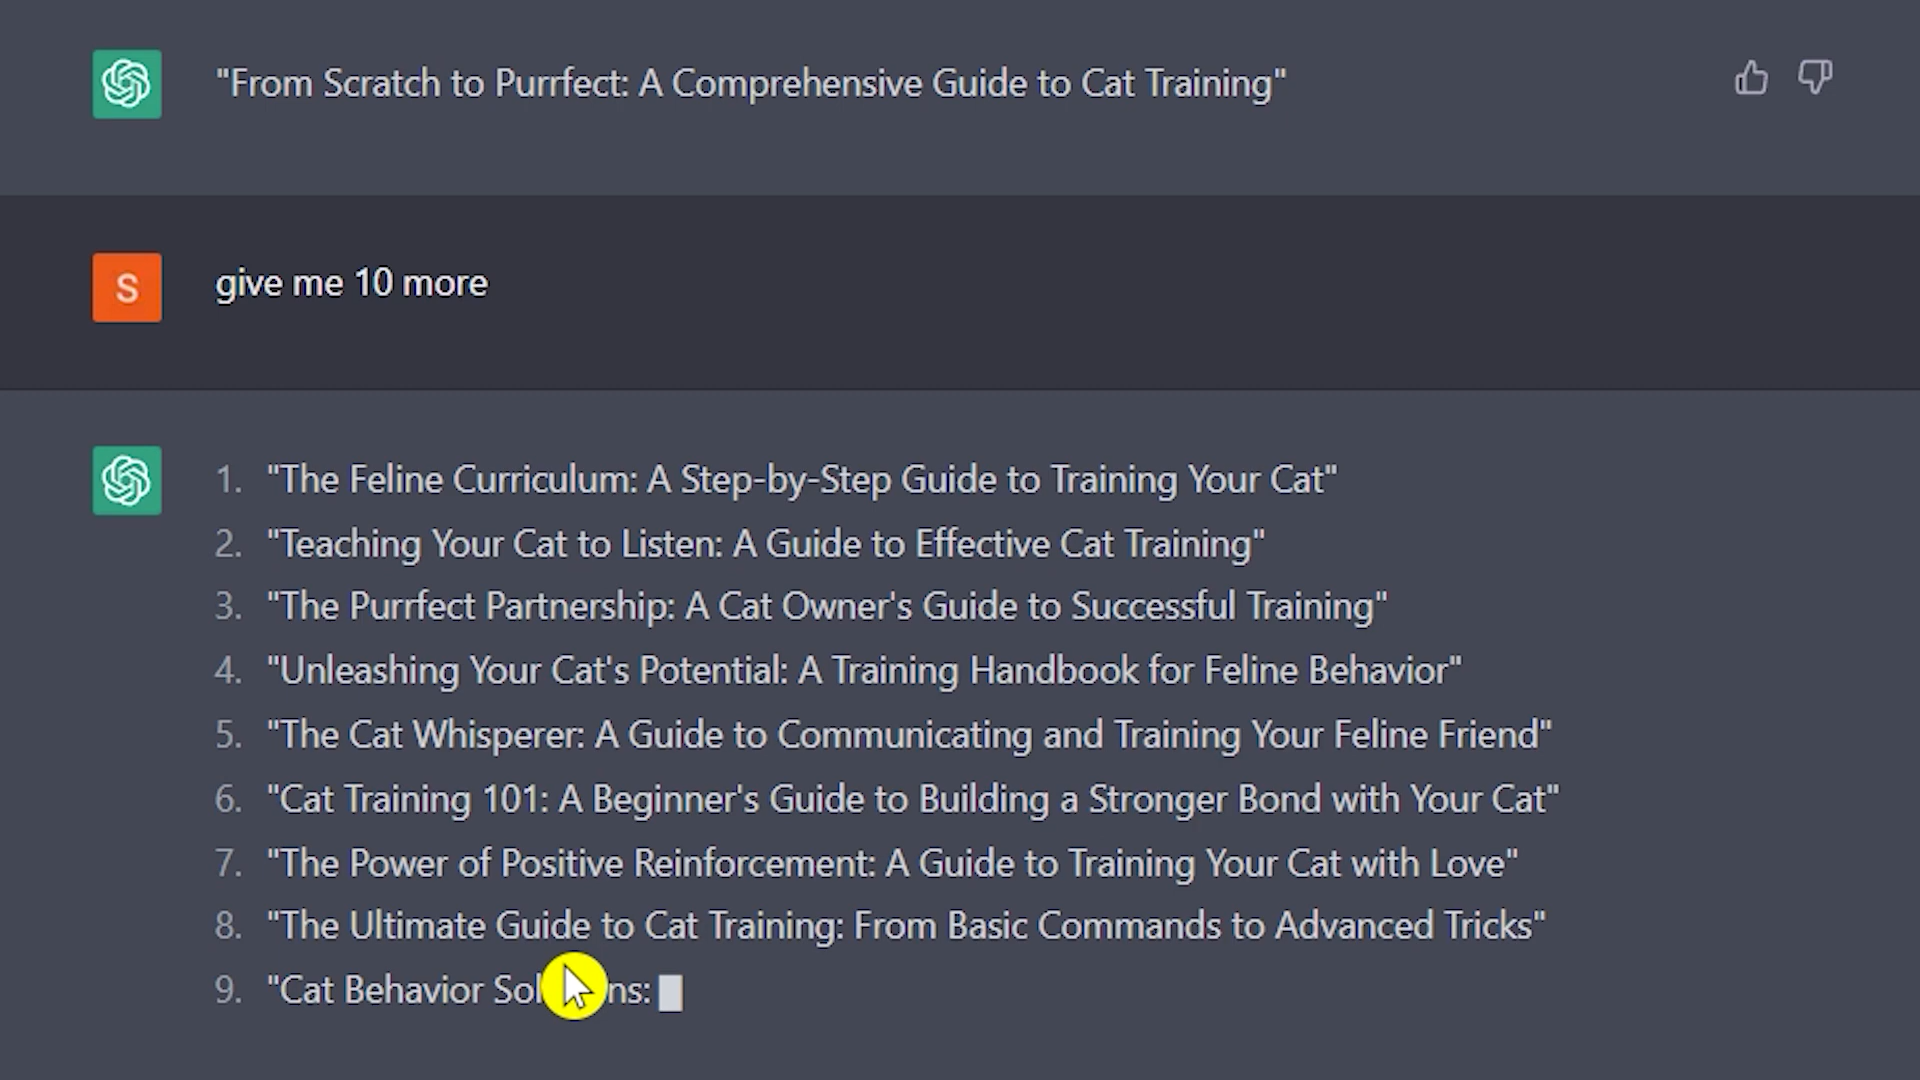 "From Scratch to Purrfect: A Comprehensive Guide to Cat Training"
S
give me 10 more
1. "The Feline Curriculum: A Step-by-Step Guide to Training Your Cat"
2. "Teaching Your Cat to Listen: A Guide to Effective Cat Training"
3. "The Purrfect Partnership: A Cat Owner's Guide to Successful Training"
4. "Unleashing Your Cat's Potential: A Training Handbook for Feline Behavior"
5. "The Cat Whisperer: A Guide to Communicating and Training Your Feline Friend"
6. "Cat Training 101: A Beginner's Guide to Building a Stronger Bond with Your Cat"
7. "The Power of Positive Reinforcement: A Guide to Training Your Cat with Love"
8. "The Ultimate Guide to Cat Training: From Basic Commands to Advanced Tricks"
9. "Cat Behavior